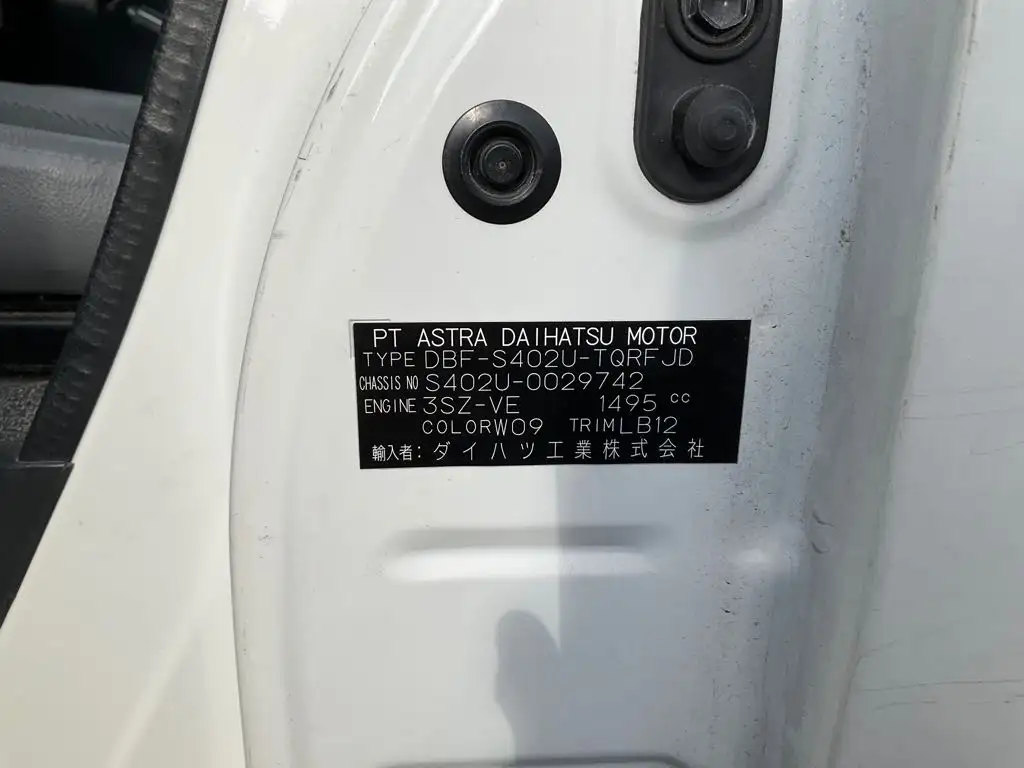 PT ASTRA DAIHATSU MOTOR
TYPE DBF-S402U-TQRFJD
CHASSIS NO S402U-0029742
ENGINE 3SZ-VE 1495 cc
COLOR W09 TRIM LB12
輸入者: ダイハツ工業株式会社